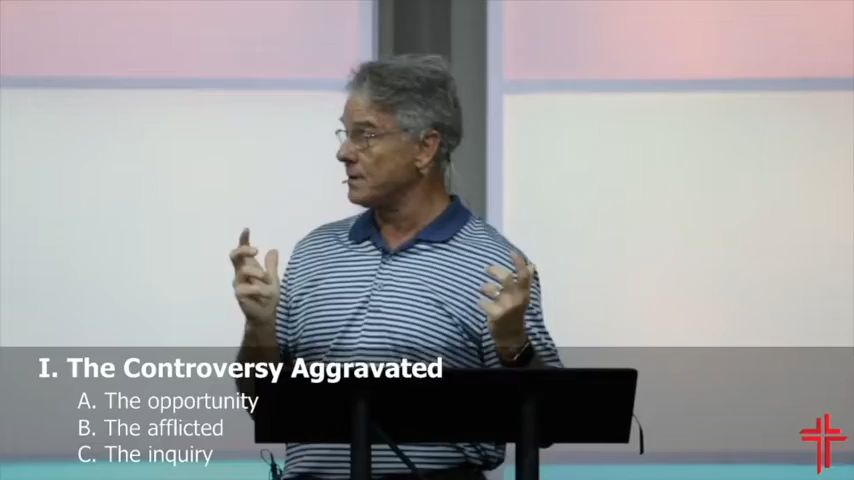 I. The Controversy Aggravated
A. The opportunity
B. The afflicted
C. The inquiry